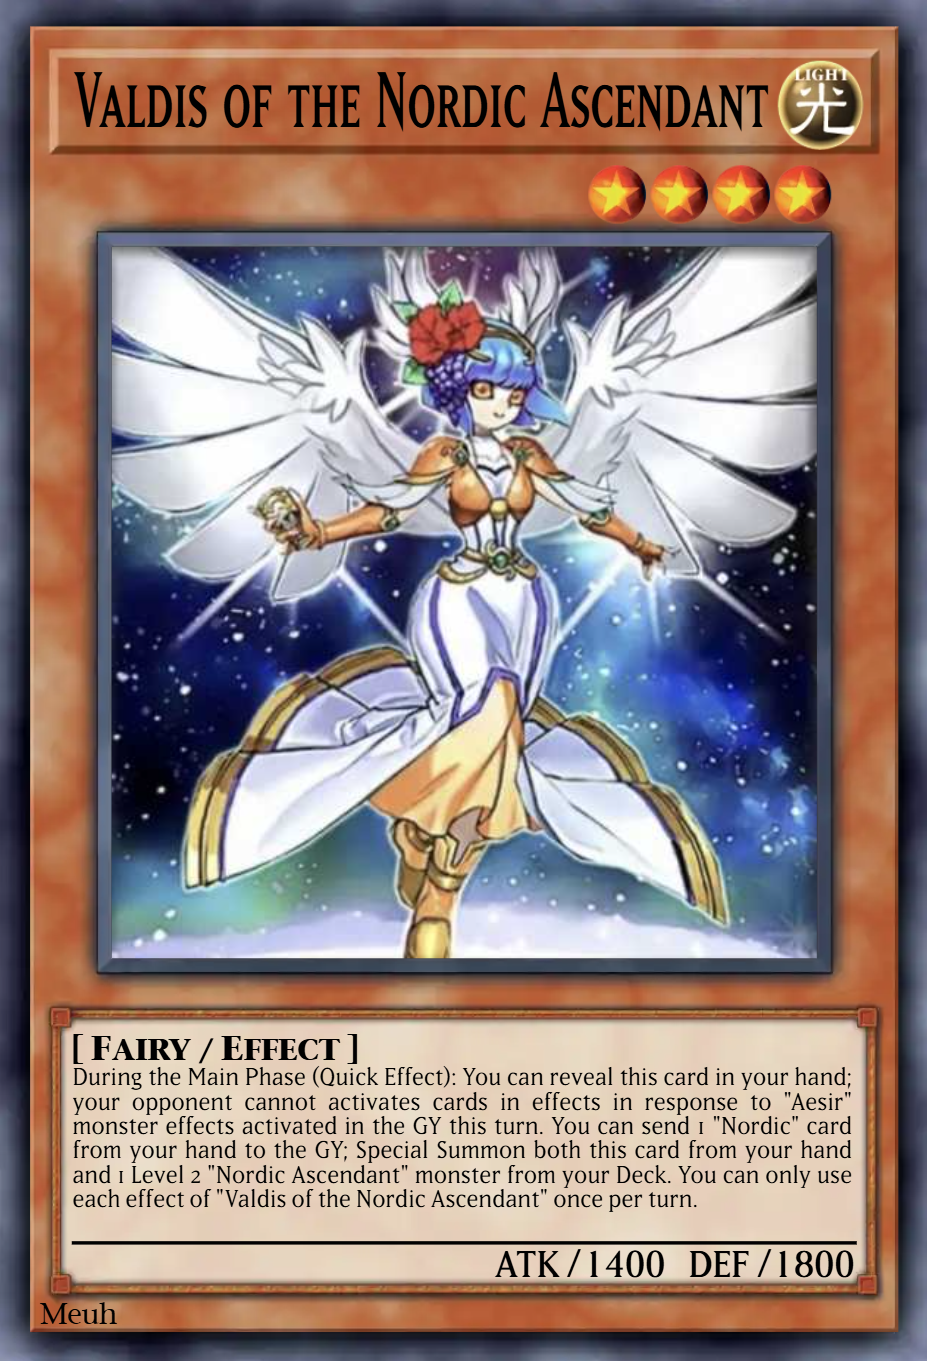 Valdis of the Nordic Ascendant
LIGHT
光
[ Fairy / Effect ]
During the Main Phase (Quick Effect): You can reveal this card in your hand;
your opponent cannot activates cards in effects in response to "Aesir"
monster effects activated in the GY this turn. You can send 1 "Nordic" card
from your hand to the GY; Special Summon both this card from your hand
and 1 Level 2 "Nordic Ascendant" monster from your Deck. You can only use
each effect of "Valdis of the Nordic Ascendant" once per turn.
ATK / 1400 DEF / 1800
Meuh